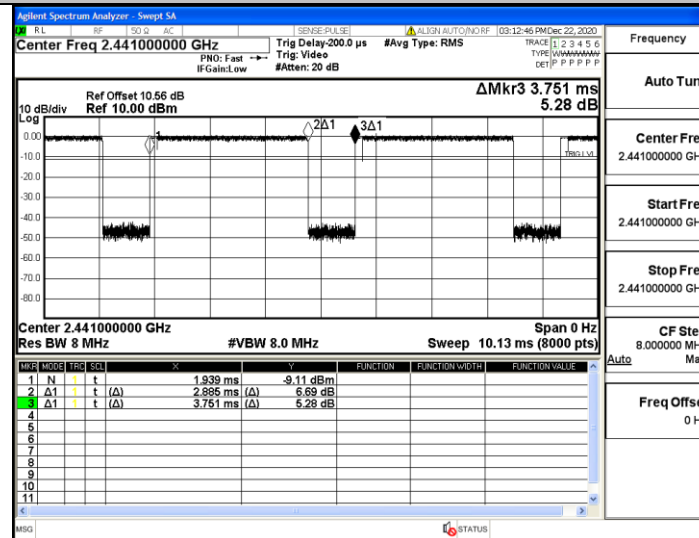 Agilent Spectrum Analyzer - Swept SA
RL RF 50 Ω AC SENSE:PULSE ALIGN AUTO/NO RF 03:12:46 PM Dec 22, 2020
Center Freq 2.441000000 GHz
PNO: Fast
IFGain:Low
Trig Delay-200.0 µs
Trig: Video
#Atten: 20 dB
#Avg Type: RMS
TRACE 1 2 3 4 5 6
TYPE
DET P P P P P P
Ref Offset 10.56 dB
10 dB/div Ref 10.00 dBm
Log
ΔMkr3 3.751 ms
5.28 dB
0.00
-10.0
-20.0
-30.0
-40.0
-50.0
-60.0
-70.0
-80.0
1
2Δ1
3Δ1
TRIG LVL
Center 2.441000000 GHz Span 0 Hz
Res BW 8 MHz #VBW 8.0 MHz Sweep 10.13 ms (8000 pts)
MKR MODE TRC SCL X Y FUNCTION FUNCTION WIDTH FUNCTION VALUE
1 N 1 t 1.939 ms -9.11 dBm
2 Δ1 1 t (Δ) 2.885 ms (Δ) 6.69 dB
3 Δ1 1 t (Δ) 3.751 ms (Δ) 5.28 dB
4
5
6
7
8
9
10
11
MSG STATUS
Frequency
Auto Tun
Center Fre
2.441000000 GH
Start Fre
2.441000000 GH
Stop Fre
2.441000000 GH
CF Ste
8.000000 MH
Auto Ma
Freq Offse
0 H